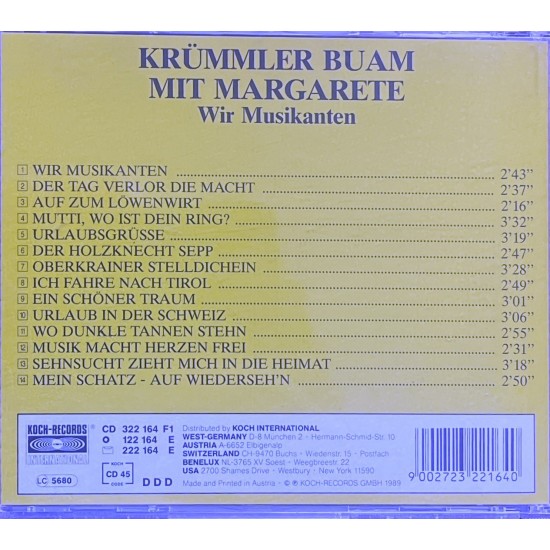 KRÜMMLER BUAM
MIT MARGARETE
Wir Musikanten
1 WIR MUSIKANTEN 2'43"
2 DER TAG VERLOR DIE MACHT 2'37"
3 AUF ZUM LÖWENWIRT 2'16"
4 MUTTI, WO IST DEIN RING? 3'32"
5 URLAUBSGRÜSSE 3'19"
6 DER HOLZKNECHT SEPP 2'47"
7 OBERKRAINER STELLDICHEIN 3'28"
8 ICH FAHRE NACH TIROL 2'49"
9 EIN SCHÖNER TRAUM 3'01"
10 URLAUB IN DER SCHWEIZ 3'06"
11 WO DUNKLE TANNEN STEHN 2'55"
12 MUSIK MACHT HERZEN FREI 2'31"
13 SEHNSUCHT ZIEHT MICH IN DIE HEIMAT 3'18"
14 MEIN SCHATZ - AUF WIEDERSEH'N 2'50"
KOCH-RECORDS
INTERNATIONAL
LC 5680
CD 322 164 F1
122 164 E
222 164 E
KOCH
CD 45
CODE
DDD
Distributed by KOCH INTERNATIONAL
WEST-GERMANY D-8 München 2 - Hermann-Schmid-Str. 10
AUSTRIA A-6652 Elbigenalp
SWITZERLAND CH-9470 Buchs - Wiedenstr. 15 - Postfach
BENELUX NL-3765 XV Soest - Weegbreestr. 22
USA 2700 Shames Drive - Westbury - New York 11590
Made and Printed in Austria - © ℗ KOCH-RECORDS GMBH 1989
9 002723 221640